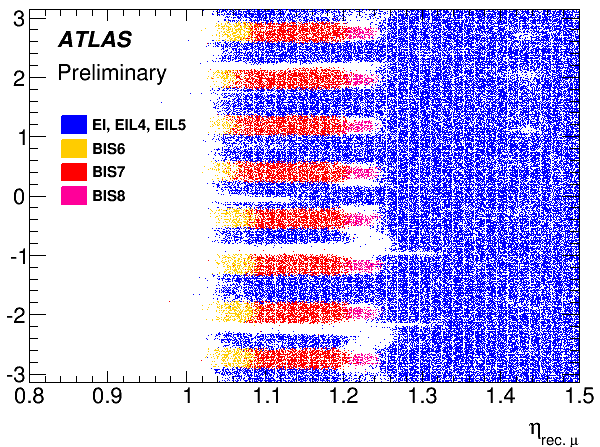 ATLAS
Preliminary
EI, EIL4, EIL5
BIS6
BIS7
BIS8
3
2
1
0
-1
-2
-3
0.8 0.9 1 1.1 1.2 1.3 1.4 1.5
η rec. μ